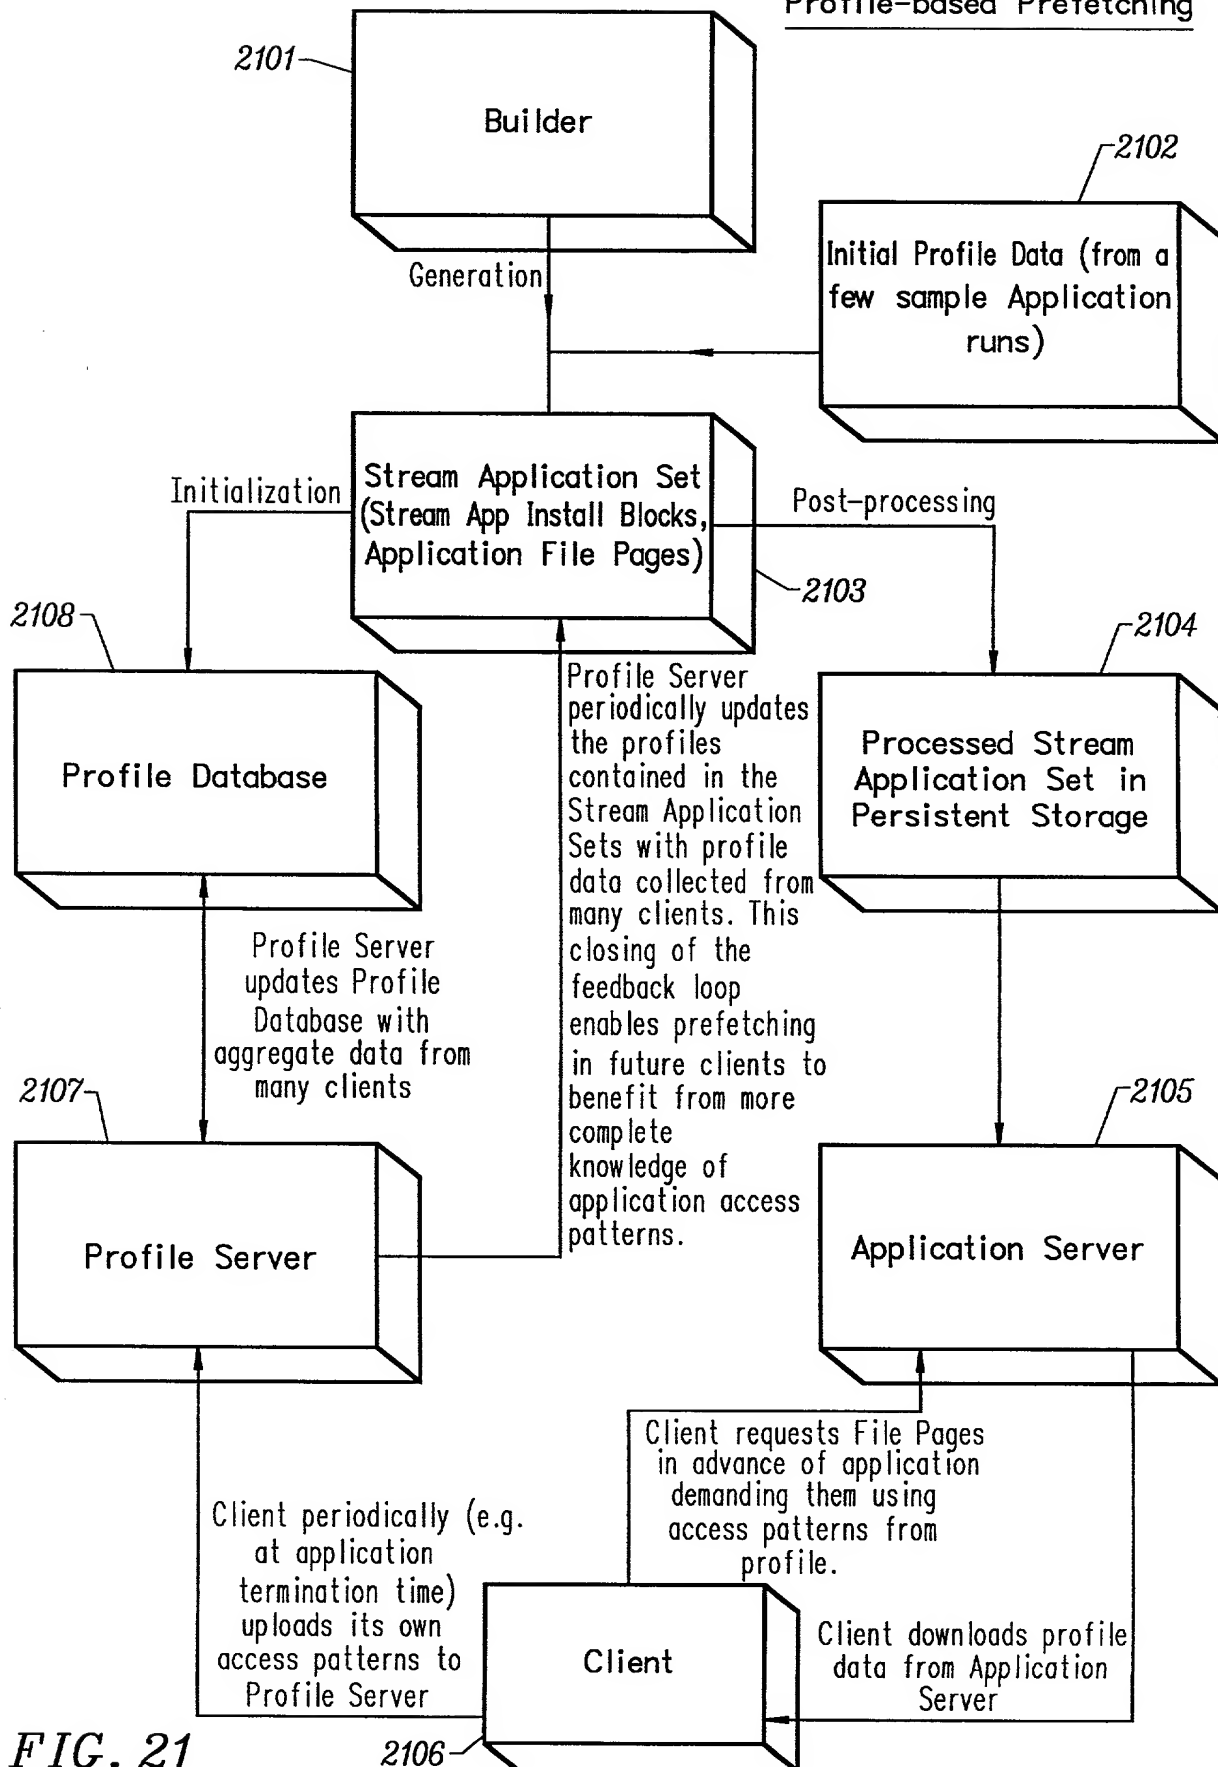 Profile-based Prefetching
2101
Builder
2102
Generation
Initial Profile Data (from a
few sample Application
runs)
Initialization
Stream Application Set
(Stream App Install Blocks,
Application File Pages)
Post-processing
2103
2108
2104
Profile Database
Profile Server
periodically updates
the profiles
contained in the
Stream Application
Sets with profile
data collected from
many clients. This
closing of the
feedback loop
enables prefetching
in future clients to
benefit from more
complete
knowledge of
application access
patterns.
Processed Stream
Application Set in
Persistent Storage
Profile Server
updates Profile
Database with
aggregate data from
many clients
2107
2105
Profile Server
Application Server
Client requests File Pages
in advance of application
demanding them using
access patterns from
profile.
Client periodically (e.g.
at application
termination time)
uploads its own
access patterns to
Profile Server
Client
Client downloads profile
data from Application
Server
FIG. 21
2106